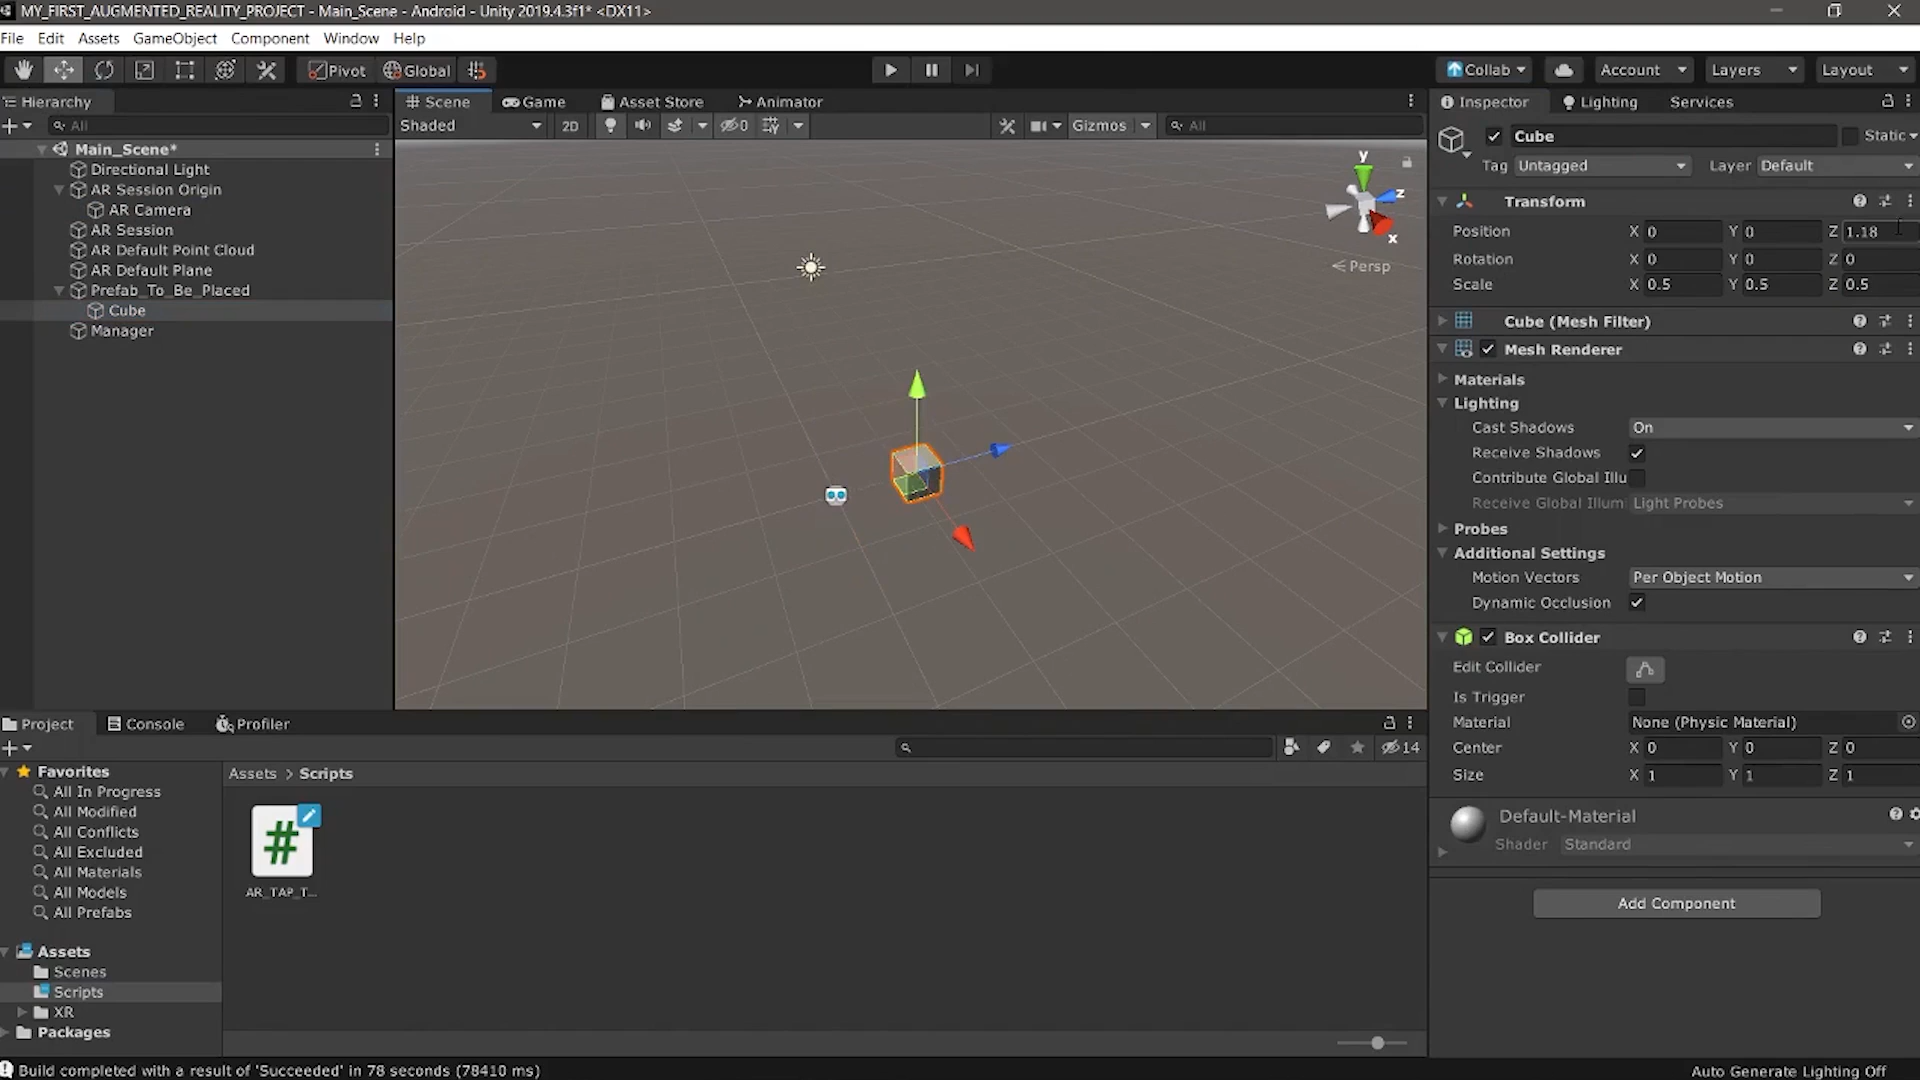 MY_FIRST_AUGMENTED_REALITY_PROJECT - Main_Scene - Android - Unity 2019.4.3f1* <DX11>
File Edit Assets GameObject Component Window Help
Pivot Global Collab Account Layers Layout
Hierarchy
All
Main_Scene*
Directional Light
AR Session Origin
AR Camera
AR Session
AR Default Point Cloud
AR Default Plane
Prefab_To_Be_Placed
Cube
Manager
Scene Game Asset Store Animator
Shaded 2D 0 Gizmos All
y
z
x
Persp
Inspector Lighting Services
Cube Static
Tag Untagged Layer Default
Transform
Position X 0 Y 0 Z 1.18
Rotation X 0 Y 0 Z 0
Scale X 0.5 Y 0.5 Z 0.5
Cube (Mesh Filter)
Mesh Renderer
Materials
Lighting
Cast Shadows On
Receive Shadows
Contribute Global Illu
Receive Global Illum Light Probes
Probes
Additional Settings
Motion Vectors Per Object Motion
Dynamic Occlusion
Box Collider
Edit Collider
Is Trigger
Material None (Physic Material)
Center X 0 Y 0 Z 0
Size X 1 Y 1 Z 1
Default-Material
Shader Standard
Add Component
Project Console Profiler
14
Favorites
All In Progress
All Modified
All Conflicts
All Excluded
All Materials
All Models
All Prefabs
Assets
Scenes
Scripts
XR
Packages
Assets > Scripts
#
AR_TAP_T...
Build completed with a result of 'Succeeded' in 78 seconds (78410 ms)
Auto Generate Lighting Off